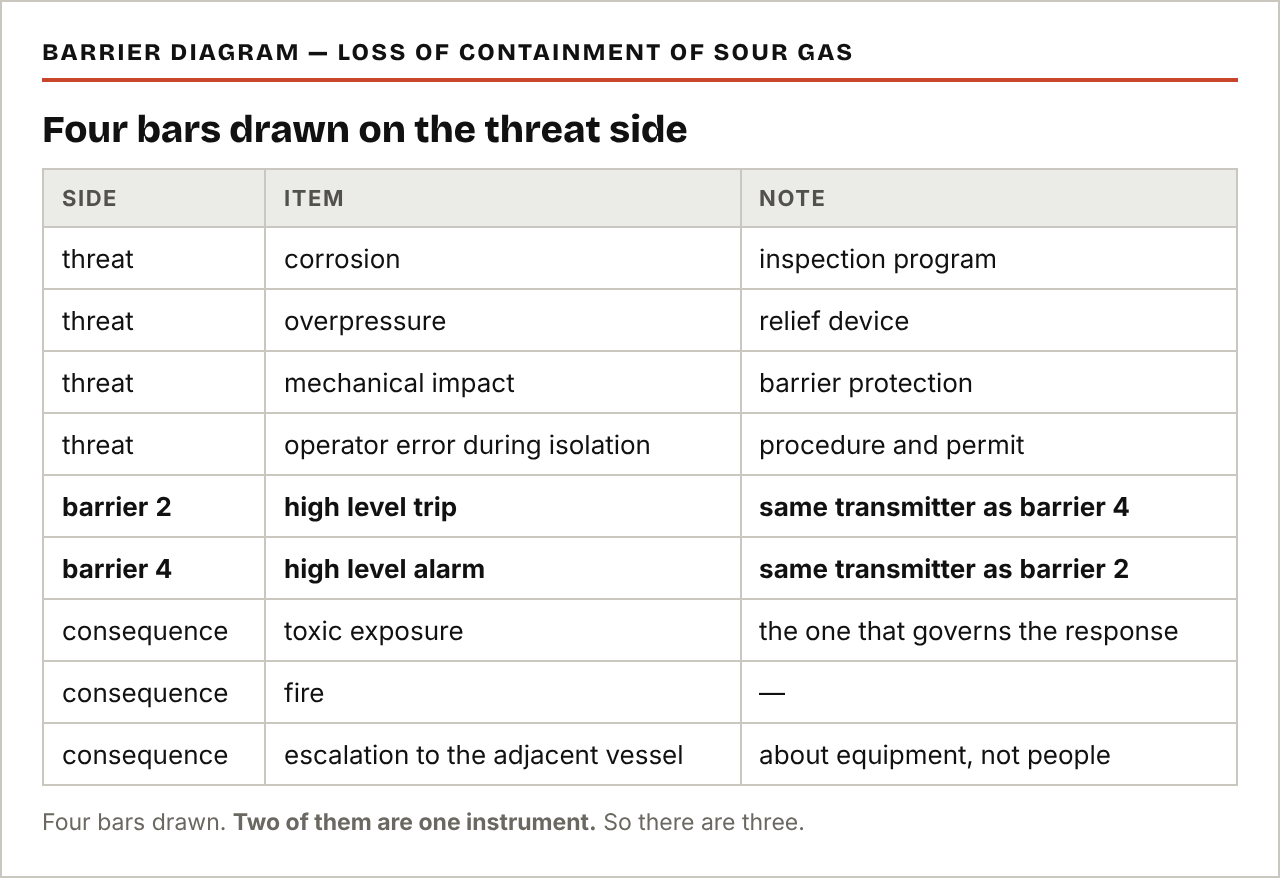 BARRIER DIAGRAM — LOSS OF CONTAINMENT OF SOUR GAS
Four bars drawn on the threat side
SIDE ITEM NOTE
threat corrosion inspection program
threat overpressure relief device
threat mechanical impact barrier protection
threat operator error during isolation procedure and permit
barrier 2 high level trip same transmitter as barrier 4
barrier 4 high level alarm same transmitter as barrier 2
consequence toxic exposure the one that governs the response
consequence fire —
consequence escalation to the adjacent vessel about equipment, not people
Four bars drawn. Two of them are one instrument. So there are three.